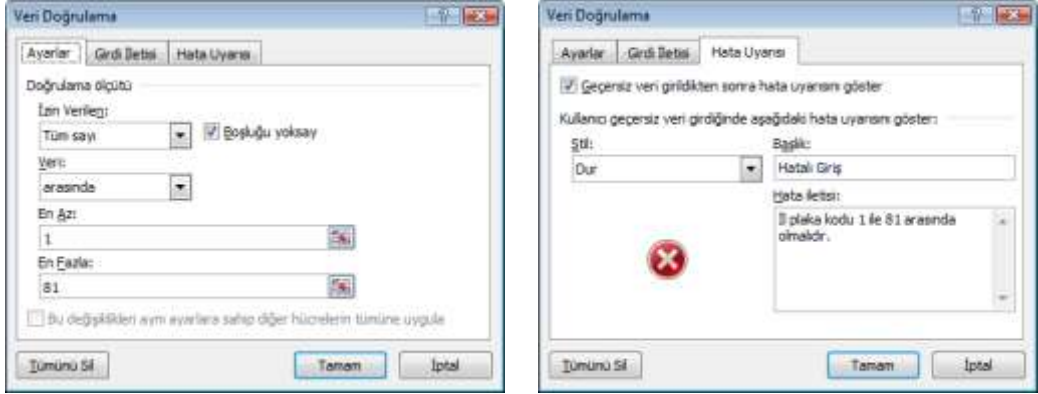 Veri Doğrulama
Ayarlar Girdi İletisi Hata Uyarısı
Doğrulama ölçütü
İzin Verilen:
Tüm sayı Boşluğu yoksay
Veri:
arasında
En Az:
1
En Fazla:
81
Bu değişiklikleri aynı ayarlara sahip diğer hücrelerin tümüne uygula
Tümünü Sil Tamam İptal
Veri Doğrulama
Ayarlar Girdi İletisi Hata Uyarısı
Geçersiz veri girildikten sonra hata uyarısını göster
Kullanıcı geçersiz veri girdiğinde aşağıdaki hata uyarısını göster:
Stil: Başlık:
Dur Hatalı Giriş
Hata iletisi:
İl plaka kodu 1 ile 81 arasında
olmalıdır.
Tümünü Sil Tamam İptal